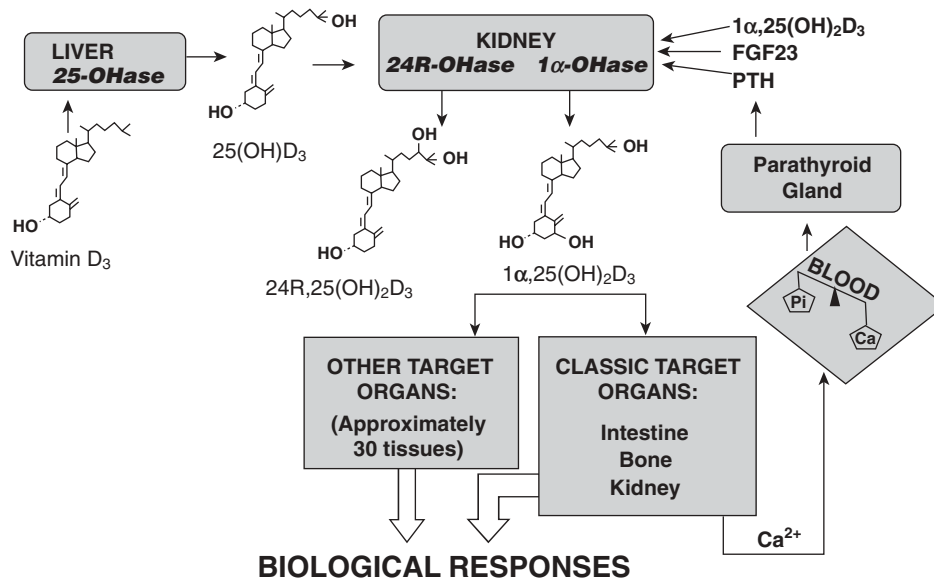 LIVER
25-OHase
OH
HO
25(OH)D₃
HO
Vitamin D₃
KIDNEY
24R-OHase 1α-OHase
1α,25(OH)₂D₃
FGF23
PTH
OH
OH
HO
24R,25(OH)₂D₃
OH
HO
OH
1α,25(OH)₂D₃
Parathyroid
Gland
BLOOD
Pi
Ca
OTHER TARGET
ORGANS:
(Approximately
30 tissues)
CLASSIC TARGET
ORGANS:
Intestine
Bone
Kidney
Ca²⁺
BIOLOGICAL RESPONSES